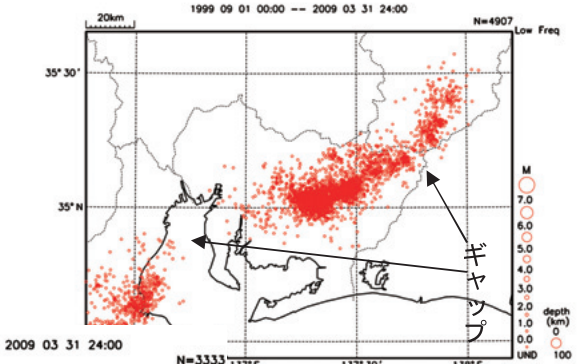 1999 09 01 00:00 -- 2009 03 31 24:00
20km
N=4907
Low Freq
35° 30'
35° N
M
7.0
6.0
5.0
4.0
3.0
2.0
1.0
0.0
UND
depth
(km)
0
100
ギャップ
2009 03 31 24:00
N=3333